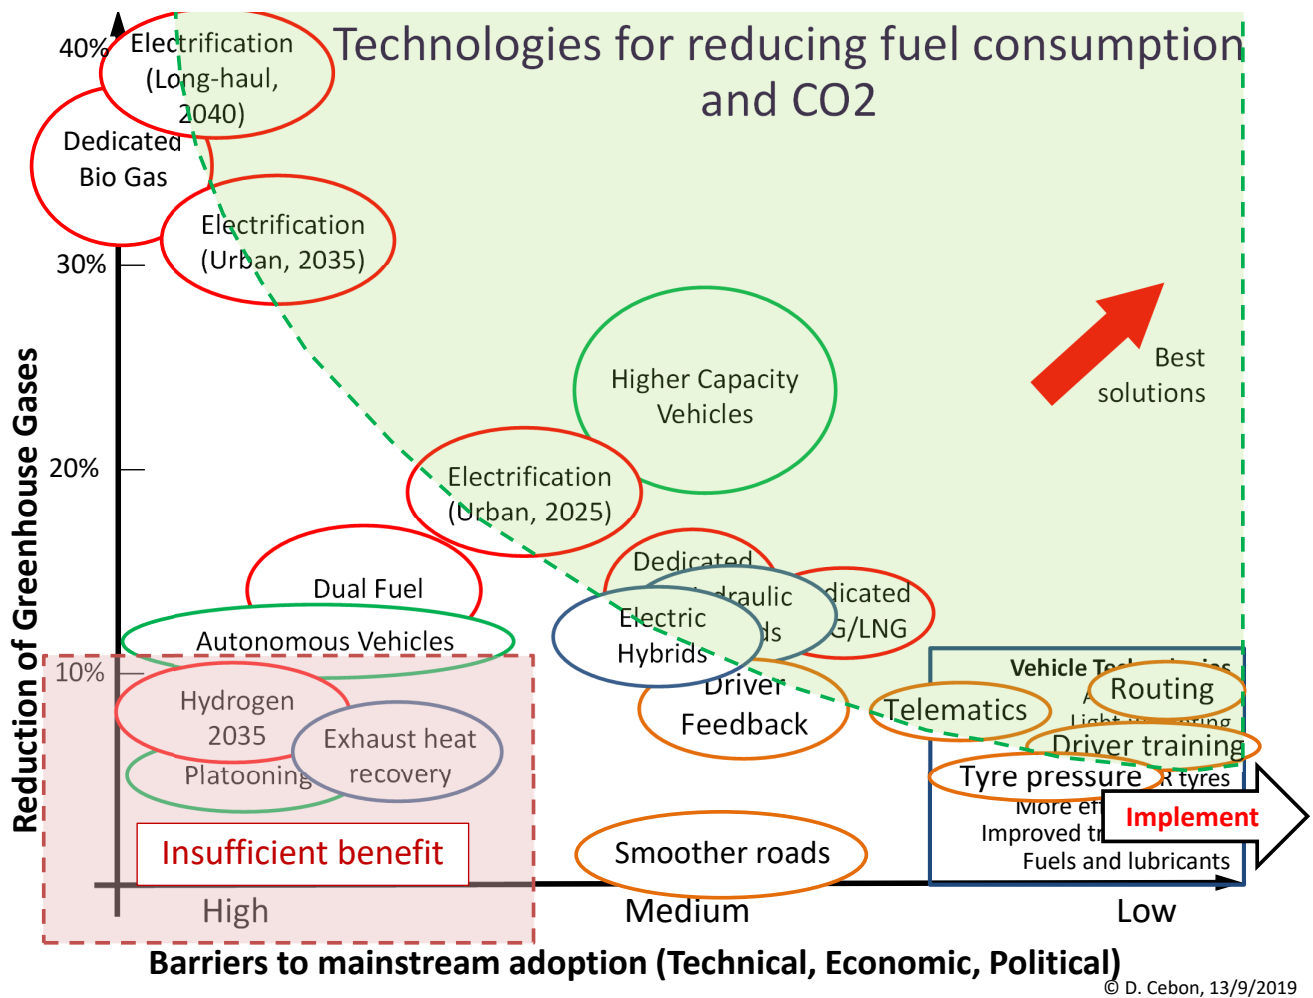 Technologies for reducing fuel consumption
and CO2
40%
Electrification
(Long-haul,
2040)
Dedicated
Bio Gas
Electrification
(Urban, 2035)
30%
Higher Capacity
Vehicles
Best
solutions
20%
Electrification
(Urban, 2025)
Dedicated
Dual Fuel
Electric
Hybrids
G/LNG
Autonomous Vehicles
10%
Vehicle
Routing
Hydrogen
2035
Driver
Feedback
Telematics
Light
Exhaust heat
recovery
Driver training
Platooning
Tyre pressure
R tyres
More
Implement
Improved
Insufficient benefit
Smoother roads
Fuels and lubricants
High
Medium
Low
Reduction of Greenhouse Gases
Barriers to mainstream adoption (Technical, Economic, Political)
© D. Cebon, 13/9/2019